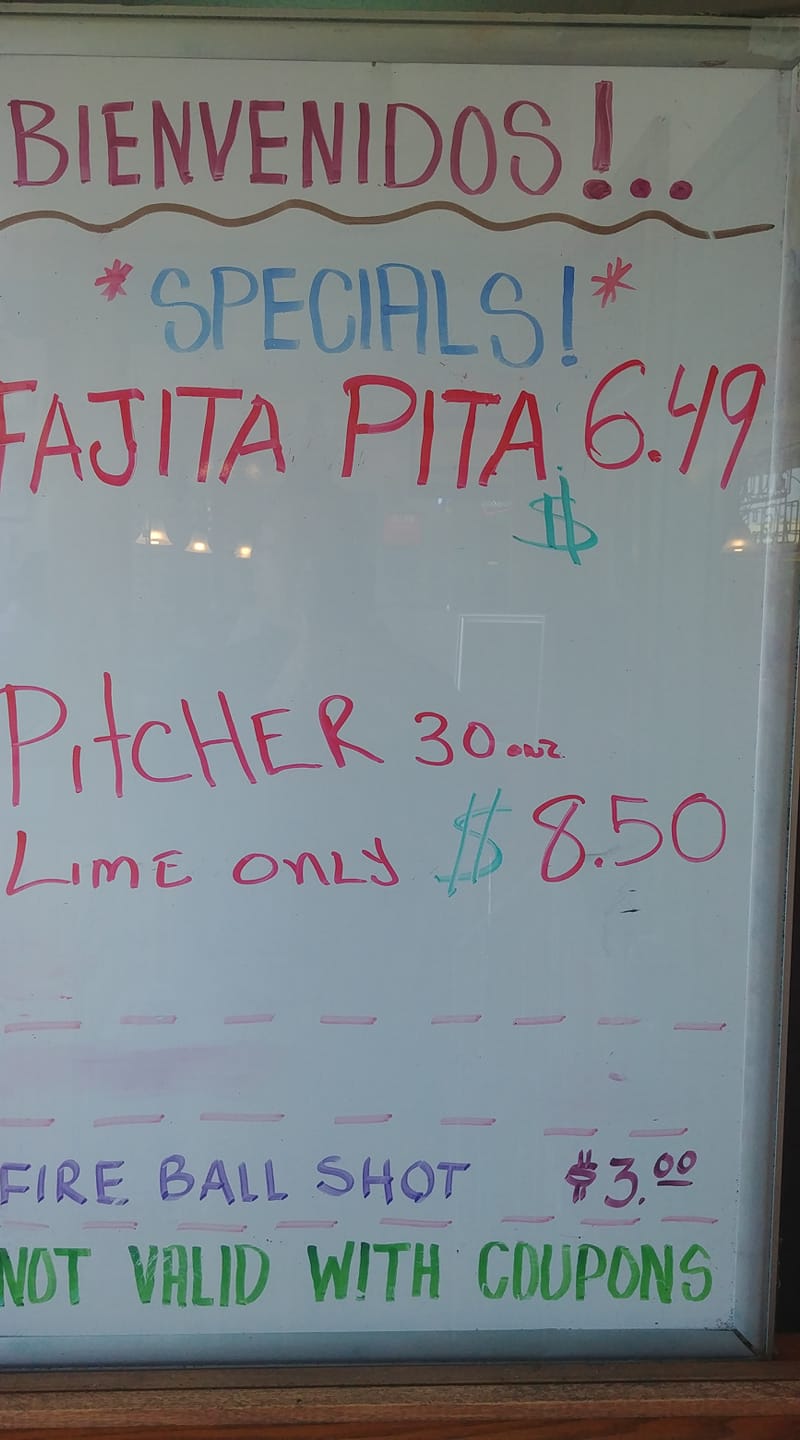 BIENVENIDOS!..
*SPECIALS!*
FAJITA PITA 6.49
$
PitCHER 30 onz.
LIME ONLY $ 8.50
FIRE BALL SHOT $3.00
NOT VALID WITH COUPONS